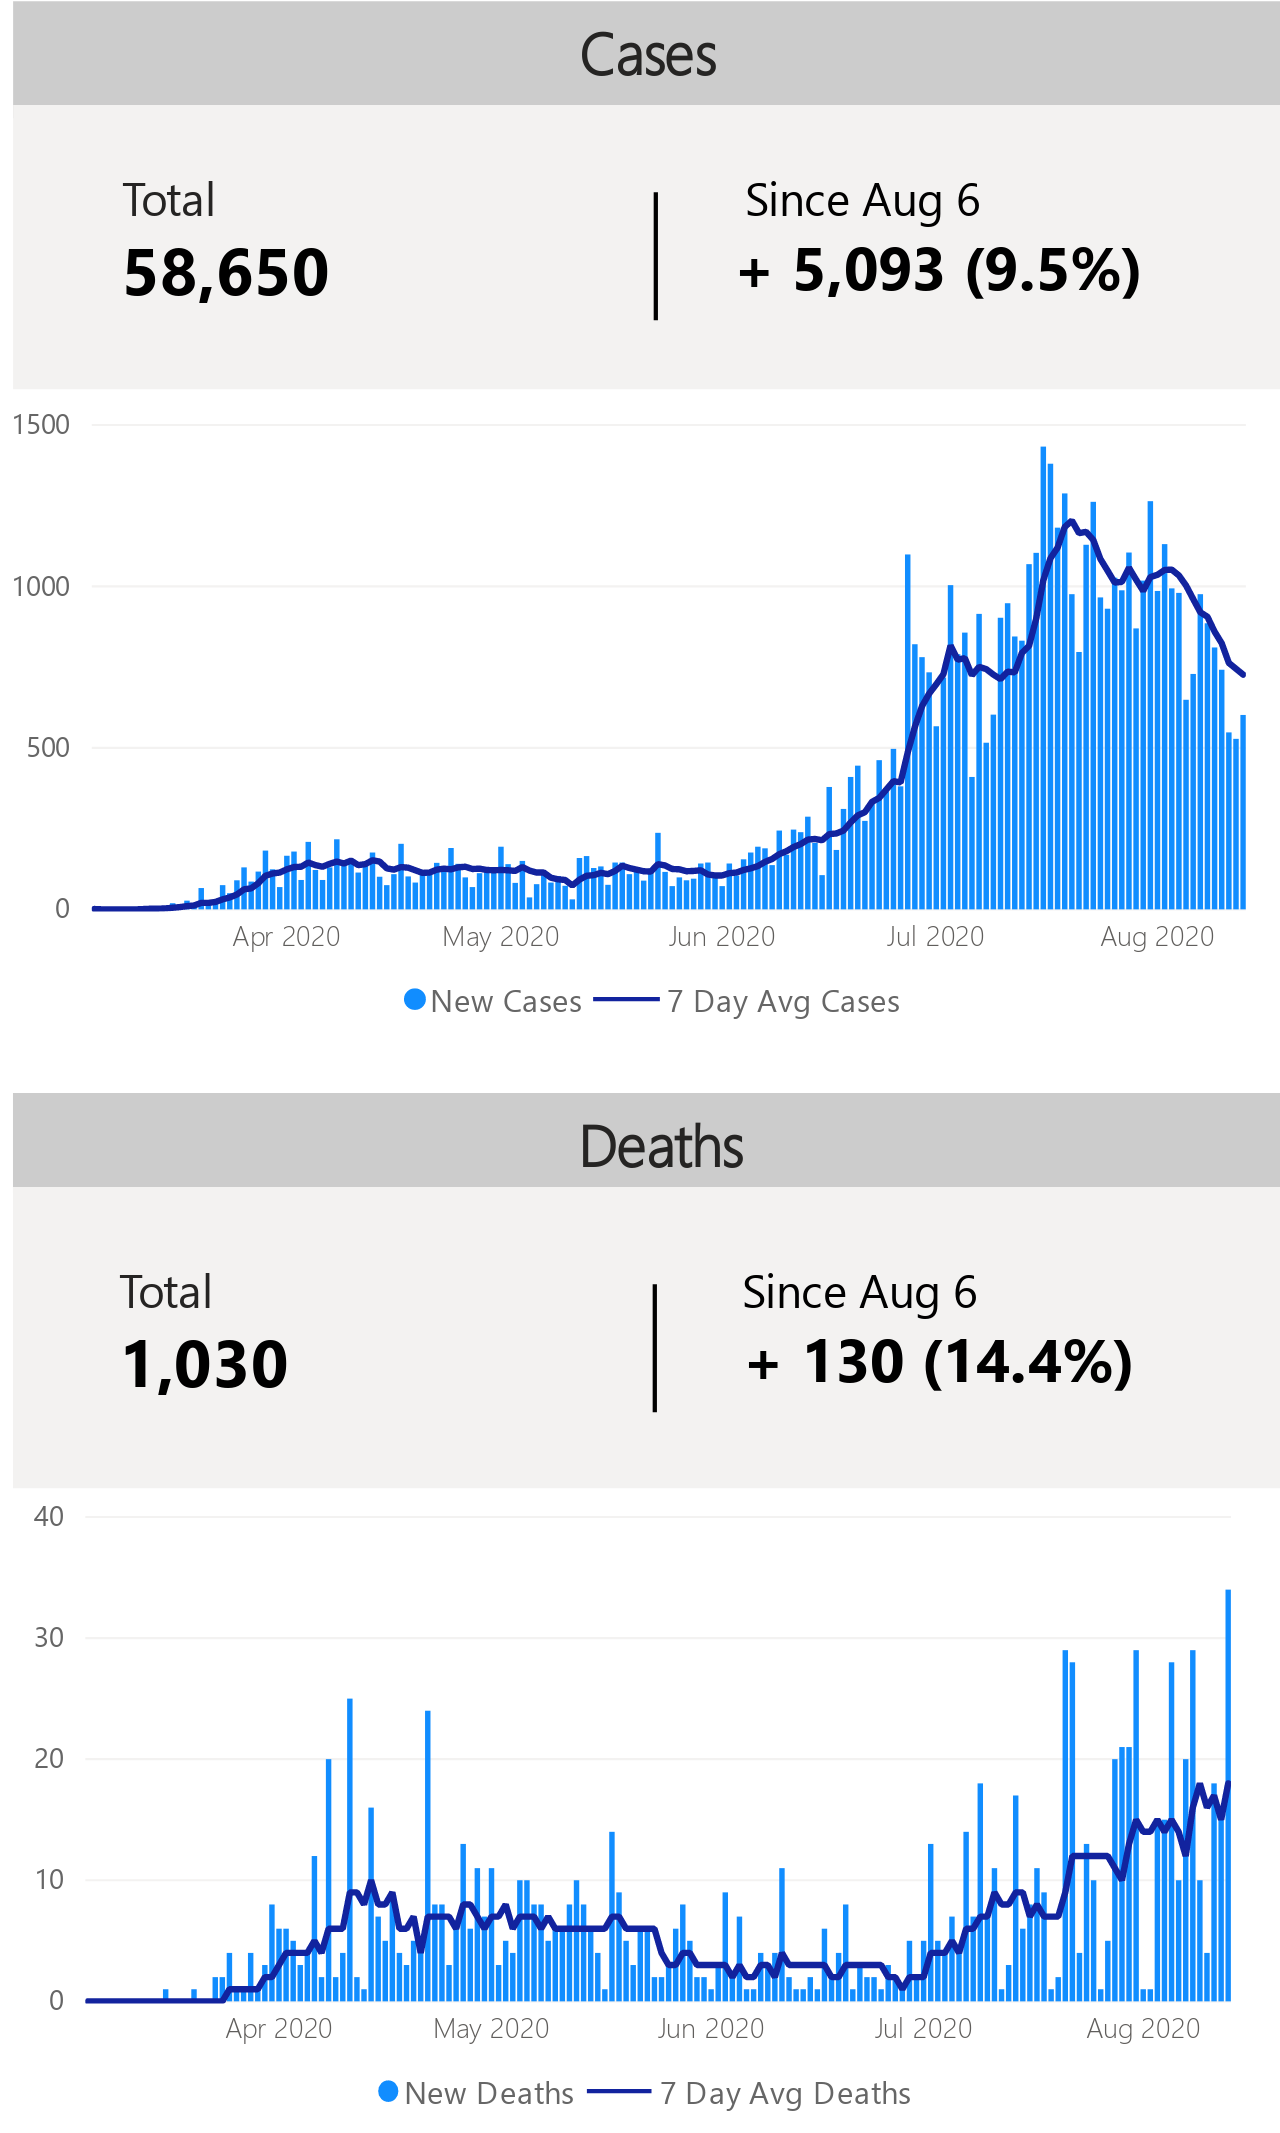 Cases
Total
Since Aug 6
58,650
+ 5,093 (9.5%)
1500
1000
500
0
Apr 2020
May 2020
Jun 2020
Jul 2020
Aug 2020
New Cases
7 Day Avg Cases
Deaths
Total
Since Aug 6
1,030
+ 130 (14.4%)
40
30
20
10
0
Apr 2020
May 2020
Jun 2020
Jul 2020
Aug 2020
New Deaths
7 Day Avg Deaths